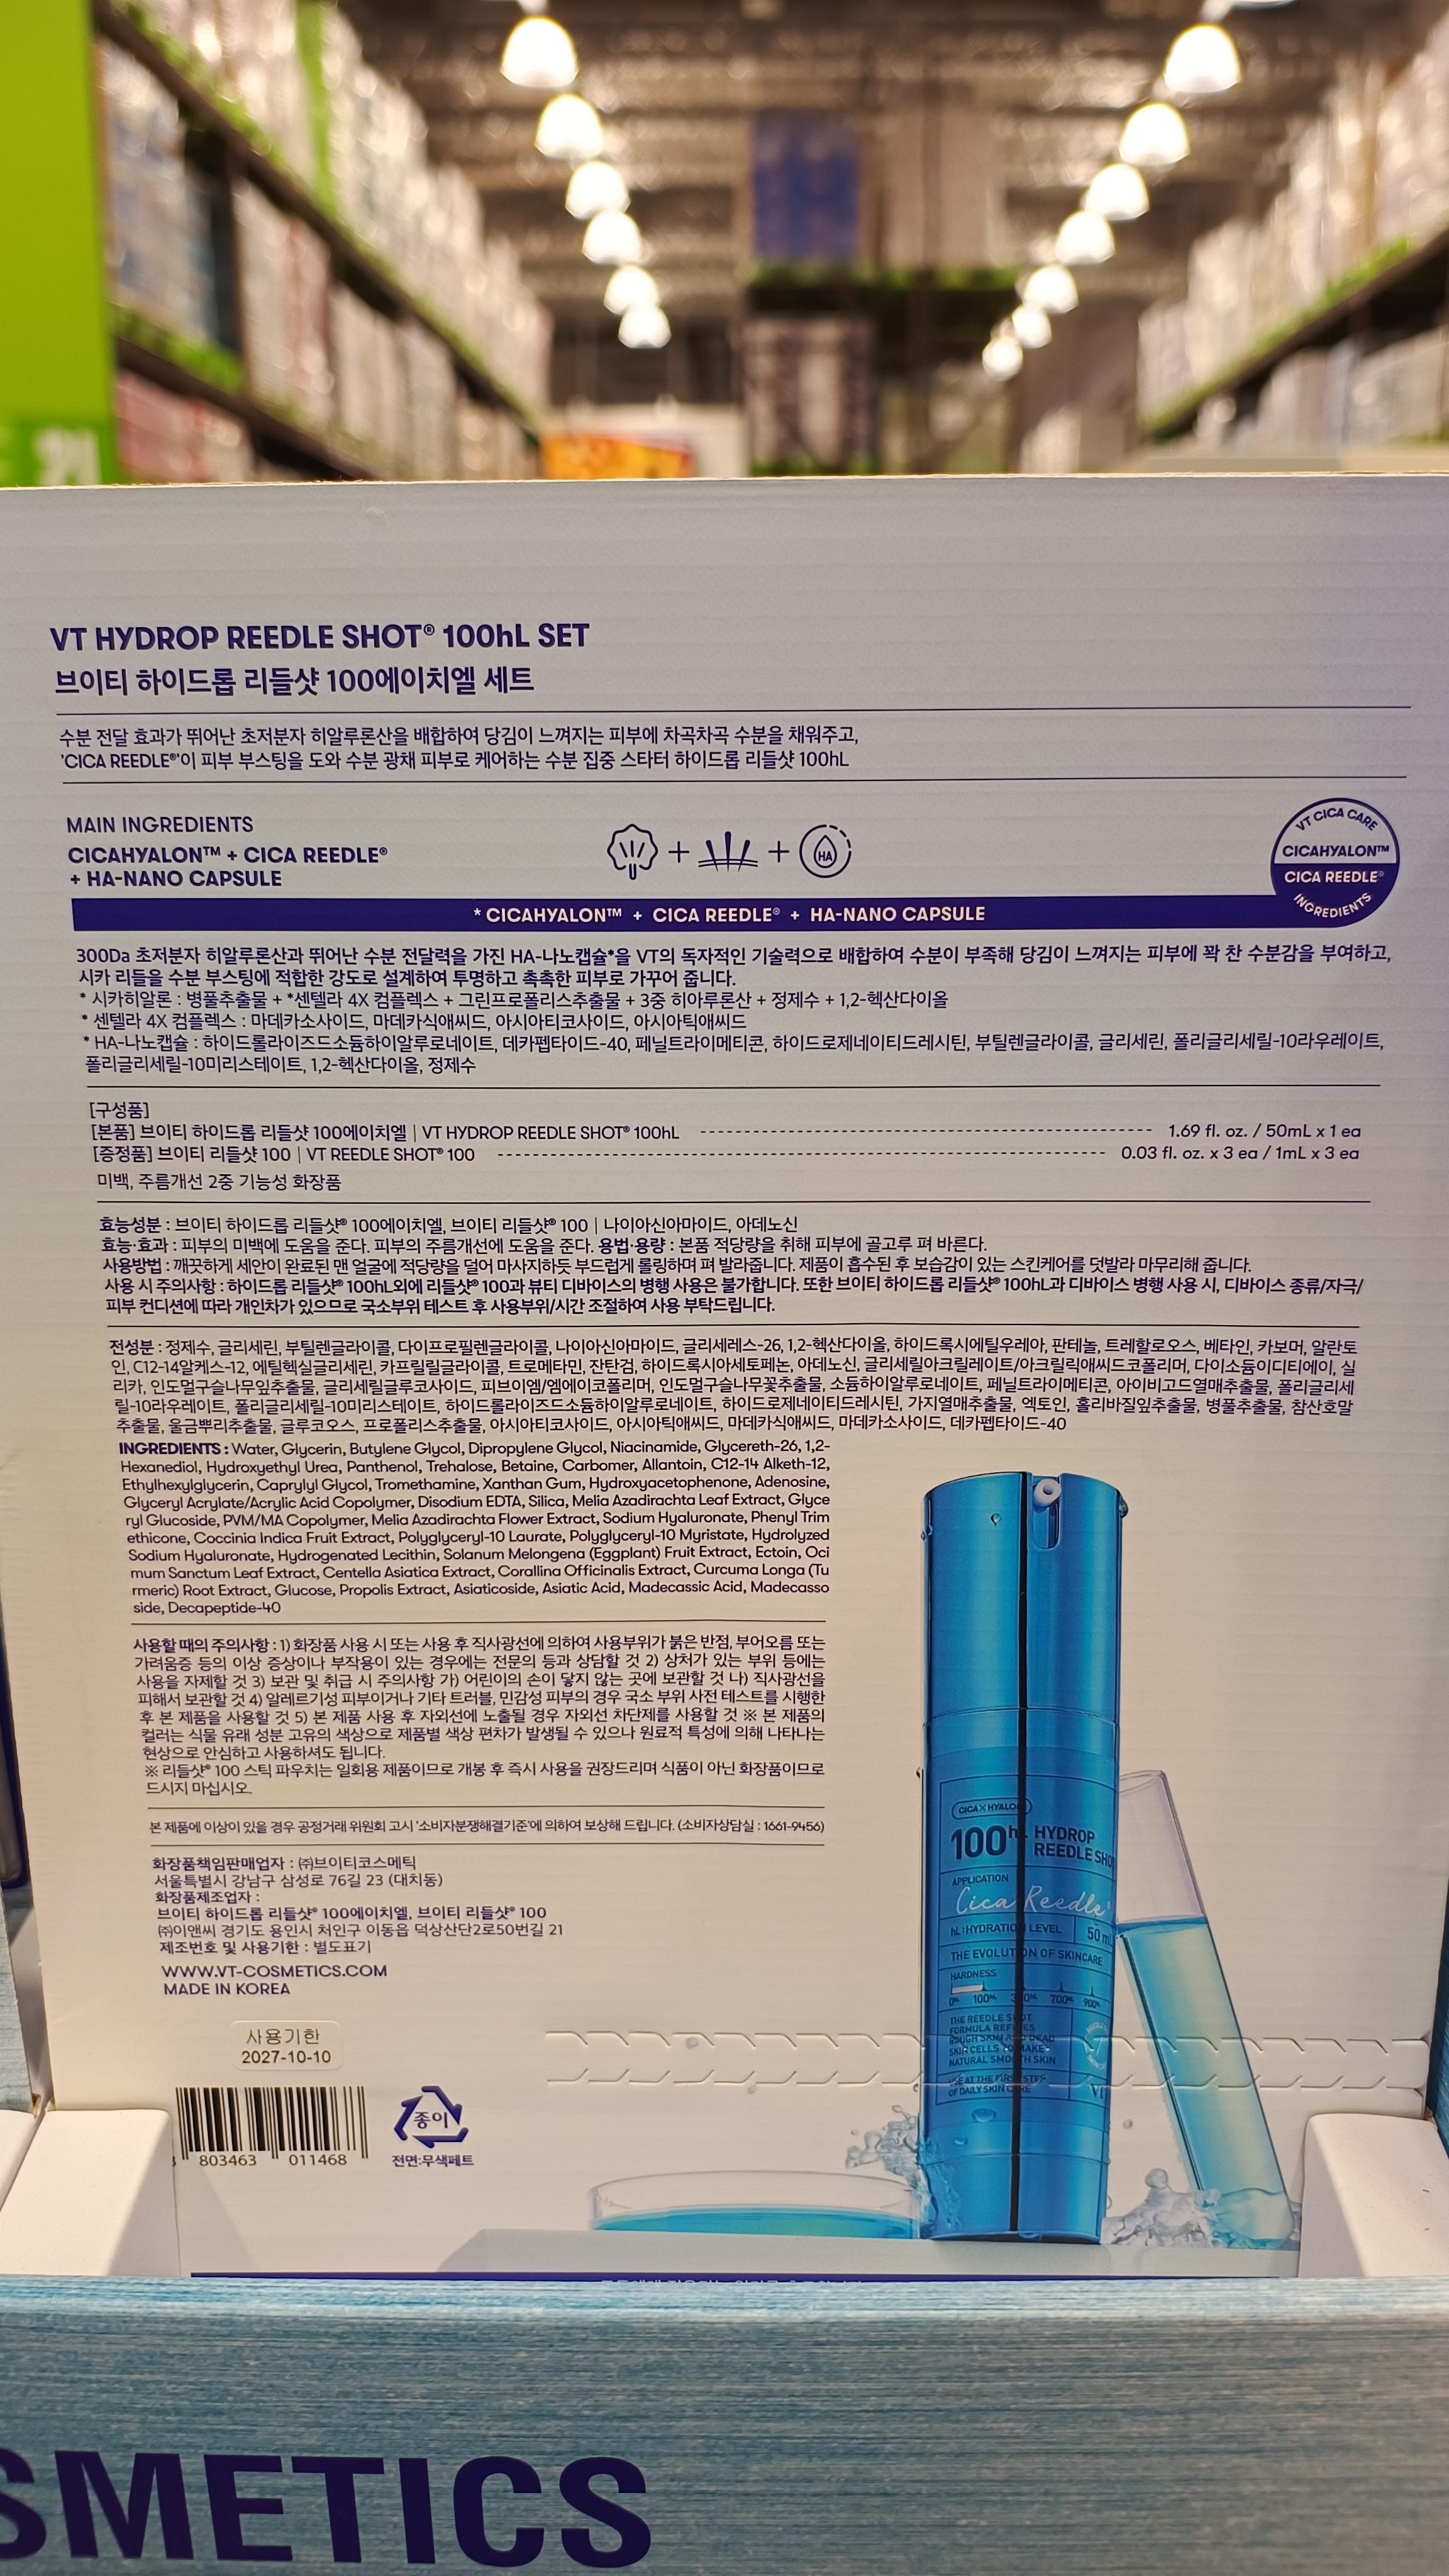 VT HYDROP REEDLE SHOT® 100hL SET
브이티 하이드롭 리들샷 100에이치엘 세트
수분 전달 효과가 뛰어난 초저분자 히알루론산을 배합하여 당김이 느껴지는 피부에 차곡차곡 수분을 채워주고,
'CICA REEDLE®'이 피부 부스팅을 도와 수분 광채 피부로 케어하는 수분 집중 스타터 하이드롭 리들샷 100hL
MAIN INGREDIENTS
CICAHYALON™ + CICA REEDLE®
+ HA-NANO CAPSULE
+ + HA
VT CICA CARE
CICAHYALON™
CICA REEDLE®
INGREDIENTS
* CICAHYALON™ + CICA REEDLE® + HA-NANO CAPSULE
300Da 초저분자 히알루론산과 뛰어난 수분 전달력을 가진 HA-나노캡슐*을 VT의 독자적인 기술력으로 배합하여 수분이 부족해 당김이 느껴지는 피부에 꽉 찬 수분감을 부여하고,
시카 리들을 수분 부스팅에 적합한 강도로 설계하여 투명하고 촉촉한 피부로 가꾸어 줍니다.
* 시카히알론 : 병풀추출물 + *센텔라 4X 컴플렉스 + 그린프로폴리스추출물 + 3중 히아루론산 + 정제수 + 1,2-헥산다이올
* 센텔라 4X 컴플렉스 : 마데카소사이드, 마데카식애씨드, 아시아티코사이드, 아시아틱애씨드
* HA-나노캡슐 : 하이드롤라이즈드소듐하이알루로네이트, 데카펩타이드-40, 페닐트라이메티콘, 하이드로제네이티드레시틴, 부틸렌글라이콜, 글리세린, 폴리글리세릴-10라우레이트,
폴리글리세릴-10미리스테이트, 1,2-헥산다이올, 정제수
[구성품]
[본품] 브이티 하이드롭 리들샷 100에이치엘 | VT HYDROP REEDLE SHOT® 100hL 1.69 fl. oz. / 50mL x 1 ea
[증정품] 브이티 리들샷 100 | VT REEDLE SHOT® 100 0.03 fl. oz. x 3 ea / 1mL x 3 ea
미백, 주름개선 2중 기능성 화장품
효능성분 : 브이티 하이드롭 리들샷® 100에이치엘, 브이티 리들샷® 100 | 나이아신아마이드, 아데노신
효능·효과 : 피부의 미백에 도움을 준다. 피부의 주름개선에 도움을 준다. 용법·용량 : 본품 적당량을 취해 피부에 골고루 펴 바른다.
사용방법 : 깨끗하게 세안이 완료된 맨 얼굴에 적당량을 덜어 마사지하듯 부드럽게 롤링하며 펴 발라줍니다. 제품이 흡수된 후 보습감이 있는 스킨케어를 덧발라 마무리해 줍니다.
사용 시 주의사항 : 하이드롭 리들샷® 100hL외에 리들샷® 100과 뷰티 디바이스의 병행 사용은 불가합니다. 또한 브이티 하이드롭 리들샷® 100hL과 디바이스 병행 사용 시, 디바이스 종류/자극/
피부 컨디션에 따라 개인차가 있으므로 국소부위 테스트 후 사용부위/시간 조절하여 사용 부탁드립니다.
전성분 : 정제수, 글리세린, 부틸렌글라이콜, 다이프로필렌글라이콜, 나이아신아마이드, 글리세레스-26, 1,2-헥산다이올, 하이드록시에틸우레아, 판테놀, 트레할로오스, 베타인, 카보머, 알란토
인, C12-14알케스-12, 에틸헥실글리세린, 카프릴릴글라이콜, 트로메타민, 잔탄검, 하이드록시아세토페논, 아데노신, 글리세릴아크릴레이트/아크릴릭애씨드코폴리머, 다이소듐이디티에이, 실
리카, 인도멀구슬나무잎추출물, 글리세릴글루코사이드, 피브이엠/엠에이코폴리머, 인도멀구슬나무꽃추출물, 소듐하이알루로네이트, 페닐트라이메티콘, 아이비고드열매추출물, 폴리글리세
릴-10라우레이트, 폴리글리세릴-10미리스테이트, 하이드롤라이즈드소듐하이알루로네이트, 하이드로제네이티드레시틴, 가지열매추출물, 엑토인, 홀리바질잎추출물, 병풀추출물, 참산호말
추출물, 울금뿌리추출물, 글루코오스, 프로폴리스추출물, 아시아티코사이드, 아시아틱애씨드, 마데카식애씨드, 마데카소사이드, 데카펩타이드-40
INGREDIENTS : Water, Glycerin, Butylene Glycol, Dipropylene Glycol, Niacinamide, Glycereth-26, 1,2-
Hexanediol, Hydroxyethyl Urea, Panthenol, Trehalose, Betaine, Carbomer, Allantoin, C12-14 Alketh-12,
Ethylhexylglycerin, Caprylyl Glycol, Tromethamine, Xanthan Gum, Hydroxyacetophenone, Adenosine,
Glyceryl Acrylate/Acrylic Acid Copolymer, Disodium EDTA, Silica, Melia Azadirachta Leaf Extract, Glyce
ryl Glucoside, PVM/MA Copolymer, Melia Azadirachta Flower Extract, Sodium Hyaluronate, Phenyl Trim
ethicone, Coccinia Indica Fruit Extract, Polyglyceryl-10 Laurate, Polyglyceryl-10 Myristate, Hydrolyzed
Sodium Hyaluronate, Hydrogenated Lecithin, Solanum Melongena (Eggplant) Fruit Extract, Ectoin, Oci
mum Sanctum Leaf Extract, Centella Asiatica Extract, Corallina Officinalis Extract, Curcuma Longa (Tu
rmeric) Root Extract, Glucose, Propolis Extract, Asiaticoside, Asiatic Acid, Madecassic Acid, Madecasso
side, Decapeptide-40
사용할 때의 주의사항 : 1) 화장품 사용 시 또는 사용 후 직사광선에 의하여 사용부위가 붉은 반점, 부어오름 또는
가려움증 등의 이상 증상이나 부작용이 있는 경우에는 전문의 등과 상담할 것 2) 상처가 있는 부위 등에는
사용을 자제할 것 3) 보관 및 취급 시 주의사항 가) 어린이의 손이 닿지 않는 곳에 보관할 것 나) 직사광선을
피해서 보관할 것 4) 알레르기성 피부이거나 기타 트러블, 민감성 피부의 경우 국소 부위 사전 테스트를 시행한
후 본 제품을 사용할 것 5) 본 제품 사용 후 자외선에 노출될 경우 자외선 차단제를 사용할 것 ※ 본 제품의
컬러는 식물 유래 성분 고유의 색상으로 제품별 색상 편차가 발생될 수 있으나 원료적 특성에 의해 나타나는
현상으로 안심하고 사용하셔도 됩니다.
※ 리들샷® 100 스틱 파우치는 일회용 제품이므로 개봉 후 즉시 사용을 권장드리며 식품이 아닌 화장품이므로
드시지 마십시오.
본 제품에 이상이 있을 경우 공정거래 위원회 고시 '소비자분쟁해결기준'에 의하여 보상해 드립니다. (소비자상담실 : 1661-9456)
화장품책임판매업자 : ㈜브이티코스메틱
서울특별시 강남구 삼성로 76길 23 (대치동)
화장품제조업자 :
브이티 하이드롭 리들샷® 100에이치엘, 브이티 리들샷® 100
㈜이앤씨 경기도 용인시 처인구 이동읍 덕상산단2로50번길 21
제조번호 및 사용기한 : 별도표기
WWW.VT-COSMETICS.COM
MADE IN KOREA
사용기한
2027-10-10
803463 011468
종이
전면:무색페트
CICA X HYALON
100hL HYDROP
REEDLE SHO
APPLICATION
Cica Reedle
hL:HYDRATION LEVEL 50 mL
THE EVOLUTION OF SKINCARE
HARDNESS
0hL 100hL 300hL 700hL 900hL
THE REEDLE SHOT
FORMULA REFINES
ROUGH SKIN AND DEAD
SKIN CELLS TO MAKE
NATURAL SMOOTH SKIN
USE AT THE FIRST STEP
OF DAILY SKIN CARE
VT
SMETICS